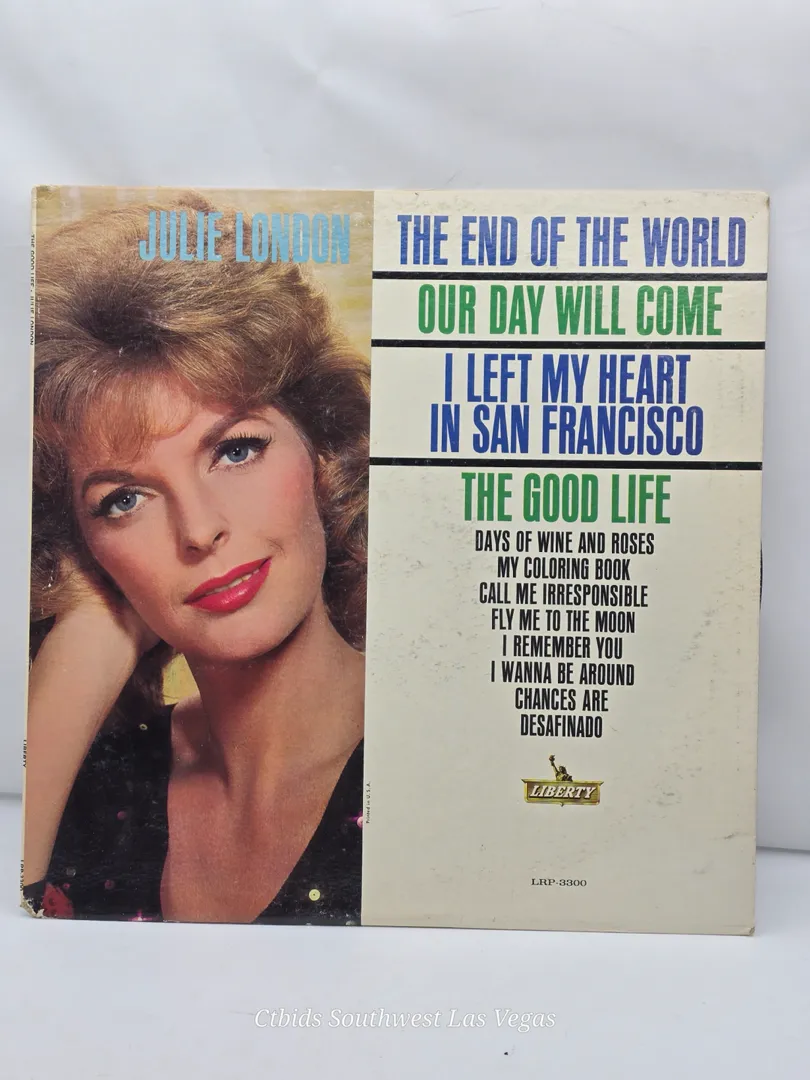 JULIE LONDON
THE END OF THE WORLD
OUR DAY WILL COME
I LEFT MY HEART
IN SAN FRANCISCO
THE GOOD LIFE
DAYS OF WINE AND ROSES
MY COLORING BOOK
CALL ME IRRESPONSIBLE
FLY ME TO THE MOON
I REMEMBER YOU
I WANNA BE AROUND
CHANCES ARE
DESAFINADO
LIBERTY
LRP-3300
Printed in U.S.A.
Ctbids Southwest Las Vegas